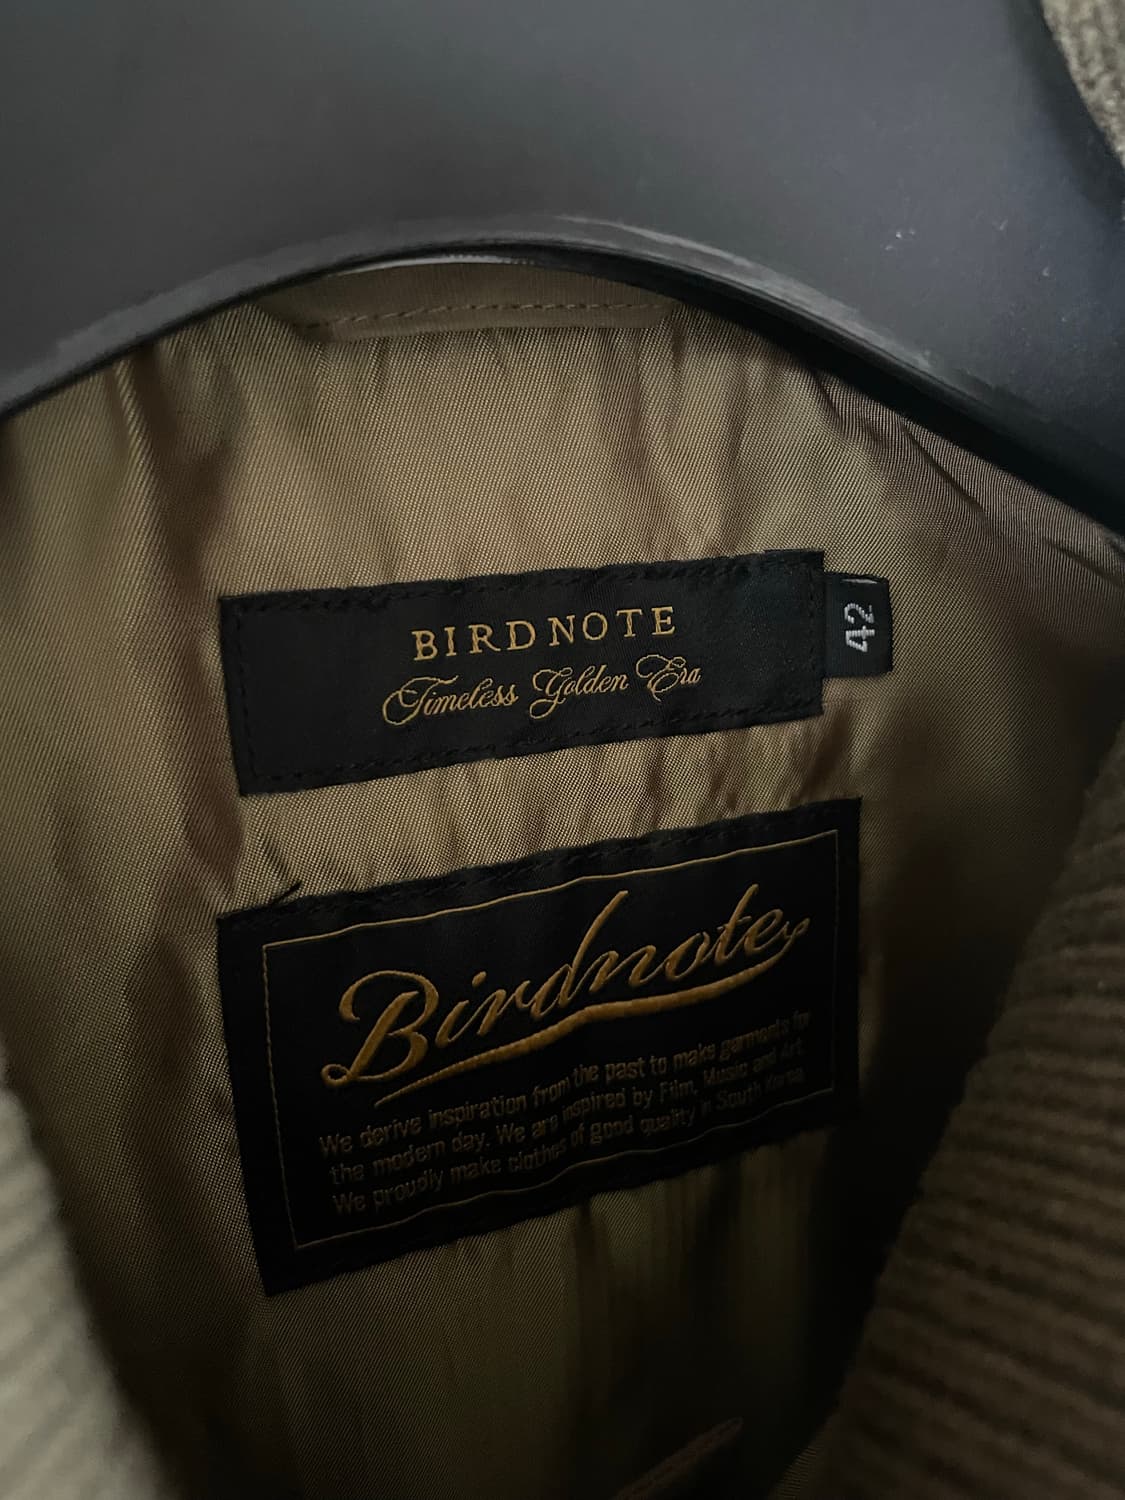 BIRDNOTE
Timeless Golden Era
42
Birdnote
We derive inspiration from the past to make garments for
the modern day. We are inspired by Film, Music and Art.
We proudly make clothes of good quality in South Korea